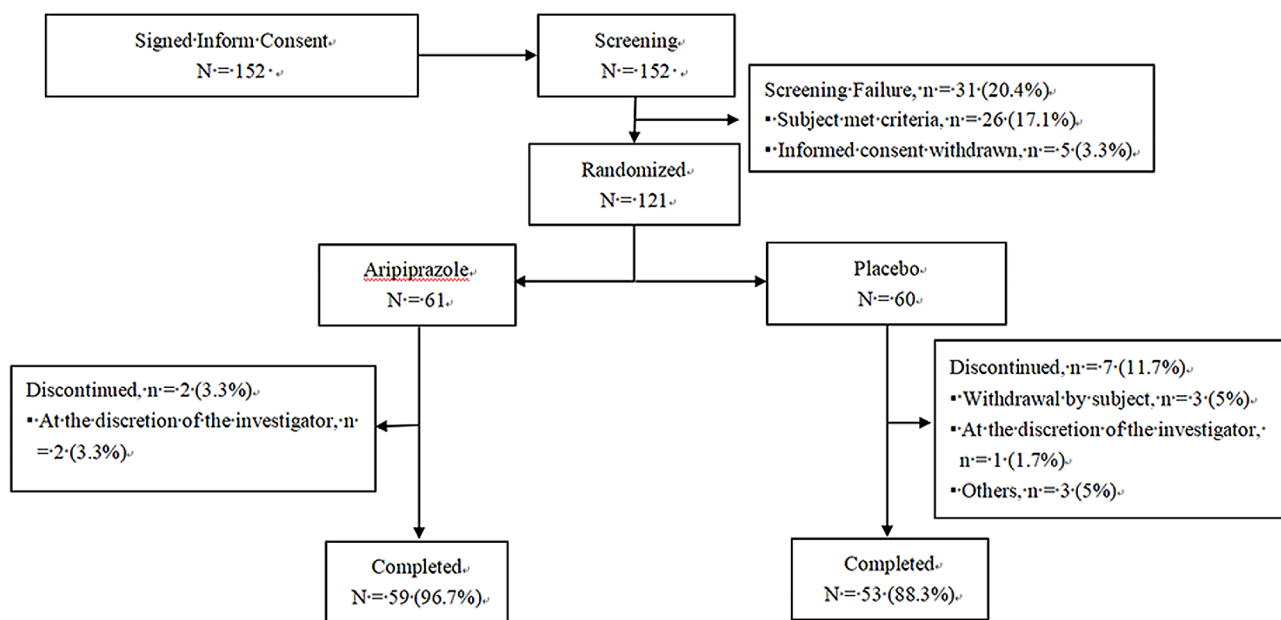 Signed Inform Consent
N = 152
Screening
N = 152
Screening Failure, n = 31 (20.4%)
▪ Subject met criteria, n = 26 (17.1%)
▪ Informed consent withdrawn, n = 5 (3.3%)
Randomized
N = 121
Aripiprazole
N = 61
Placebo
N = 60
Discontinued, n = 2 (3.3%)
▪ At the discretion of the investigator, n
= 2 (3.3%)
Discontinued, n = 7 (11.7%)
▪ Withdrawal by subject, n = 3 (5%)
▪ At the discretion of the investigator,
n = 1 (1.7%)
▪ Others, n = 3 (5%)
Completed
N = 59 (96.7%)
Completed
N = 53 (88.3%)